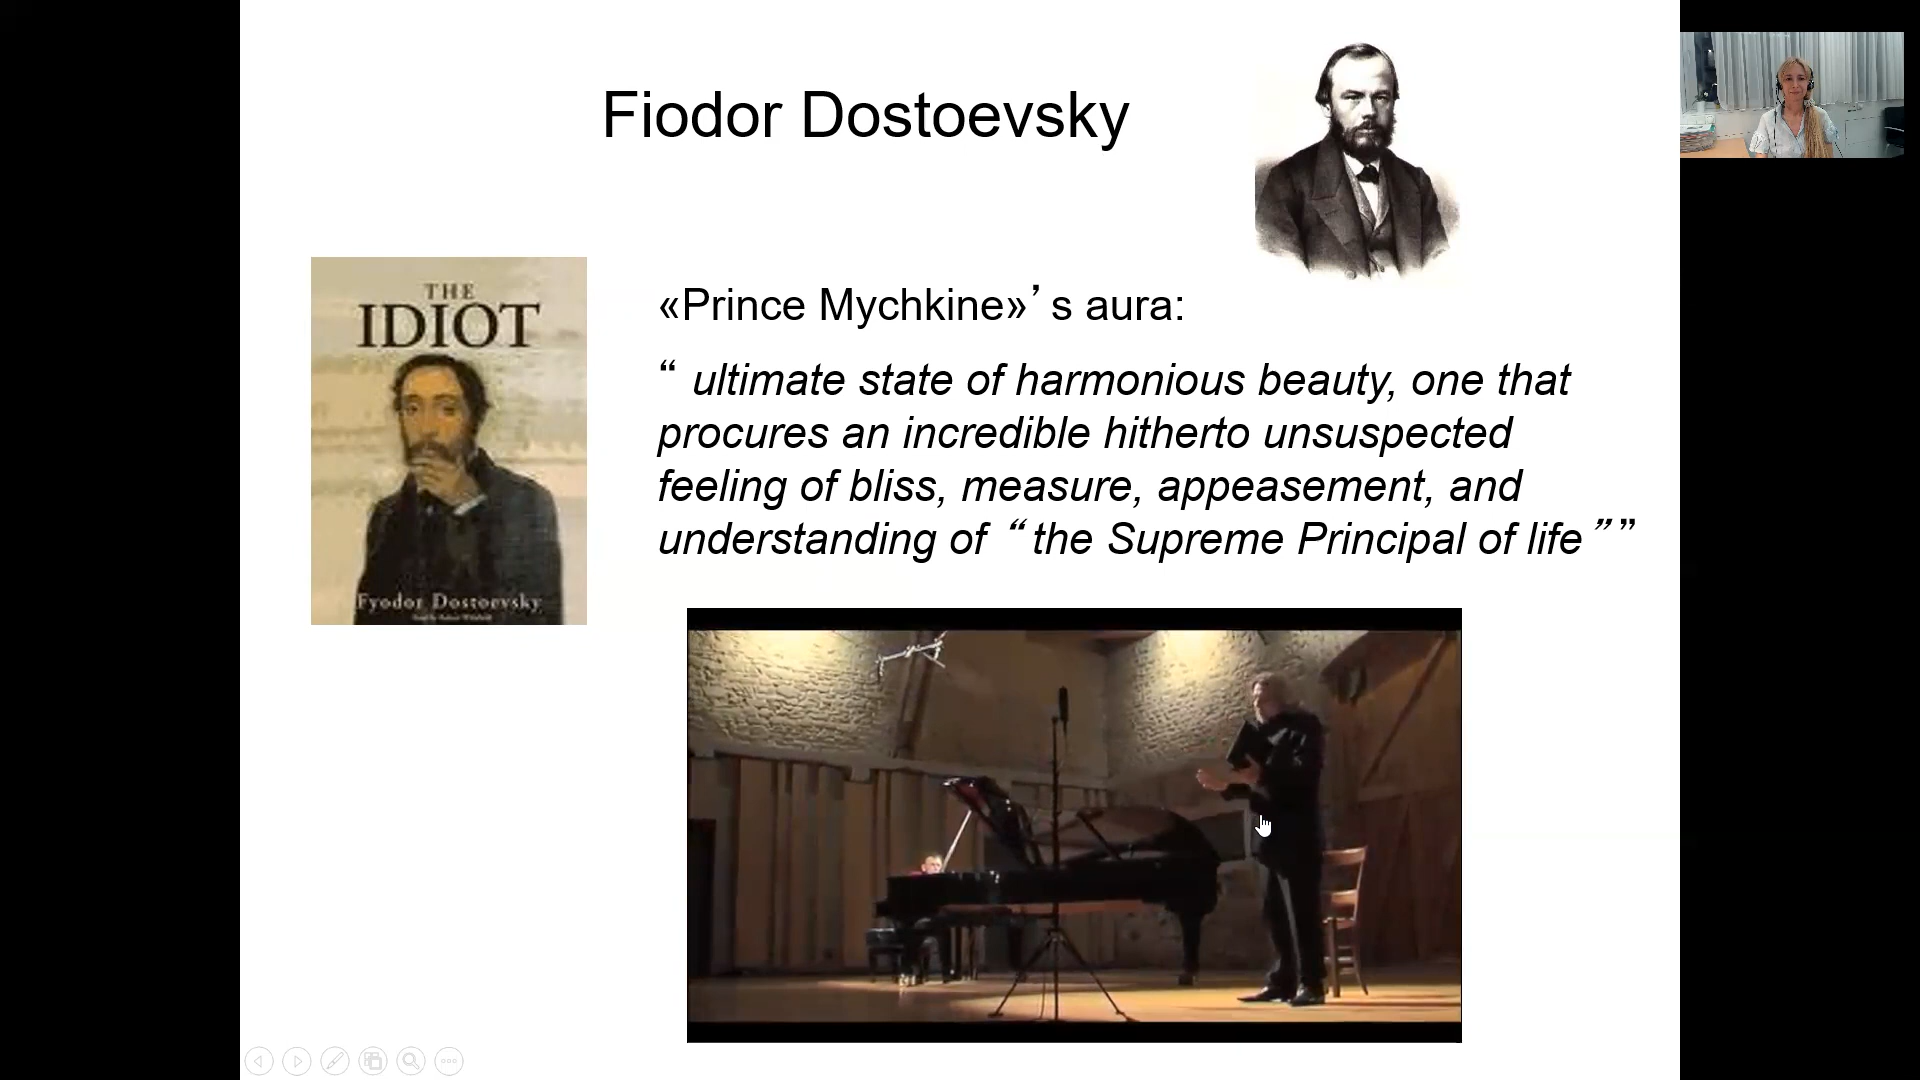 Fiodor Dostoevsky
THE
IDIOT
Fyodor Dostoevsky
«Prince Mychkine»’s aura:
“ ultimate state of harmonious beauty, one that
procures an incredible hitherto unsuspected
feeling of bliss, measure, appeasement, and
understanding of “the Supreme Principal of life””